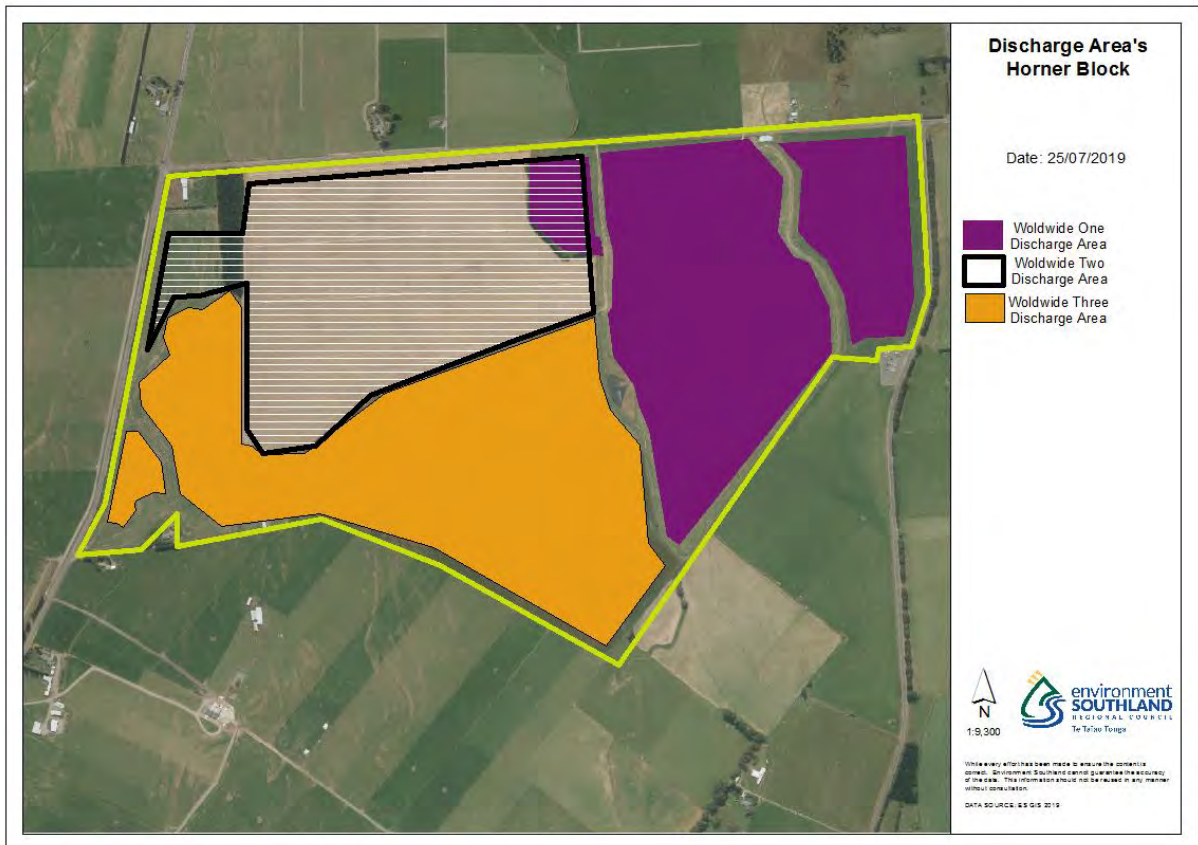 Discharge Area's
Horner Block
Date: 25/07/2019
Woldwide One
Discharge Area
Woldwide Two
Discharge Area
Woldwide Three
Discharge Area
N
1:9,300
environment
SOUTHLAND
REGIONAL COUNCIL
Te Taiao Tonga
While every effort has been made to ensure the content is
correct. Environment Southland cannot guarantee the accuracy
of the data. This information should not be reused in any manner
without consultation.
DATA SOURCE: ES GIS 2019